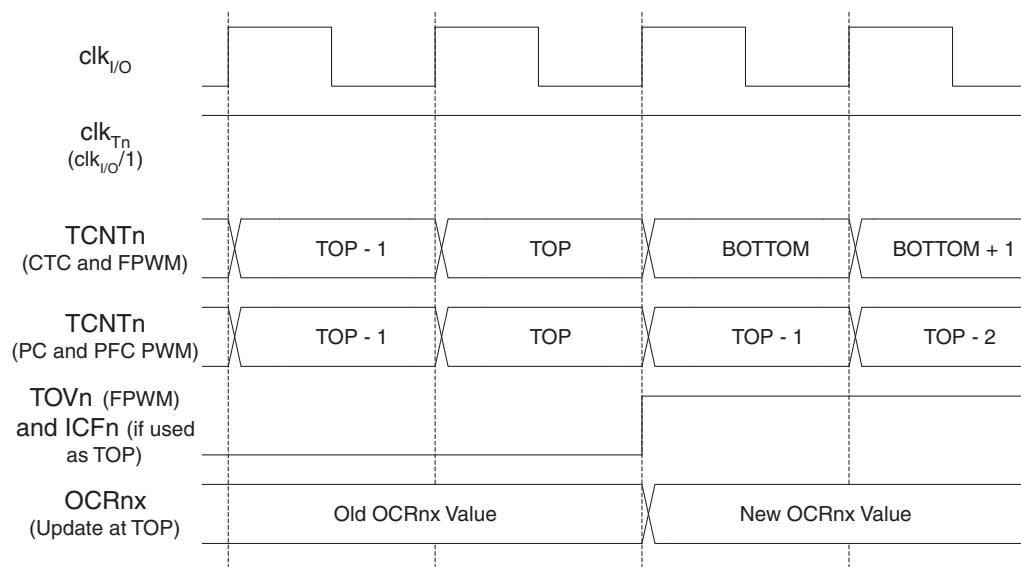 clkI/O
clkTn
(clkI/O/1)
TCNTn
(CTC and FPWM)
TOP - 1
TOP
BOTTOM
BOTTOM + 1
TCNTn
(PC and PFC PWM)
TOP - 1
TOP
TOP - 1
TOP - 2
TOVn (FPWM)
and ICFn (if used
as TOP)
OCRnx
(Update at TOP)
Old OCRnx Value
New OCRnx Value